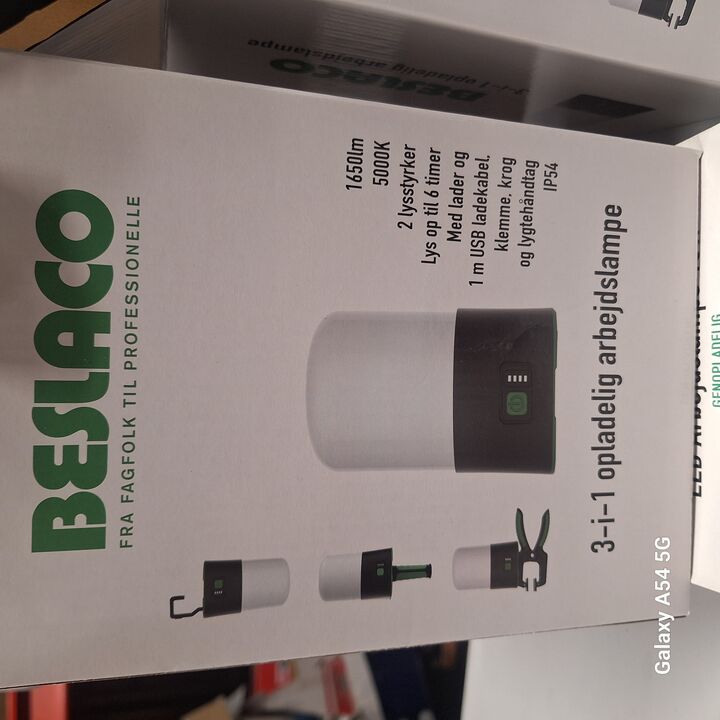 BESLACO
FRA FAGFOLK TIL PROFESSIONELLE
1650lm
5000K
2 lysstyrker
Lys op til 6 timer
Med lader og
1 m USB ladekabel,
klemme, krog
og lygtehåndtag
IP54
3-i-1 opladelig arbejdslampe
BESLACO
3-i-1 opladelig arbejdslampe
LED Arbejdslampe
GENOPLADELIG
Galaxy A54 5G